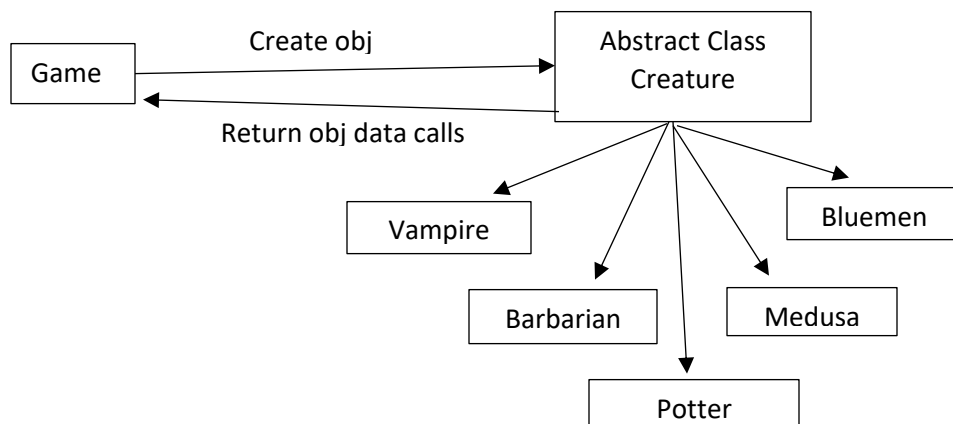 Create obj
Abstract Class
Creature
Game
Return obj data calls
Vampire
Bluemen
Barbarian
Medusa
Potter